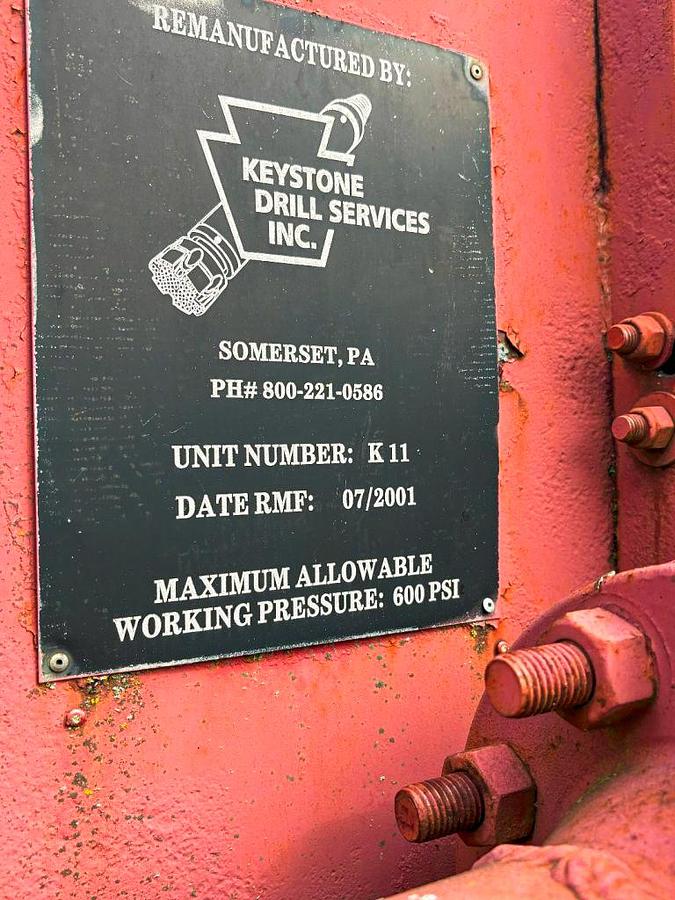 REMANUFACTURED BY:
KEYSTONE
DRILL SERVICES
INC.
SOMERSET, PA
PH# 800-221-0586
UNIT NUMBER: K 11
DATE RMF: 07/2001
MAXIMUM ALLOWABLE
WORKING PRESSURE: 600 PSI